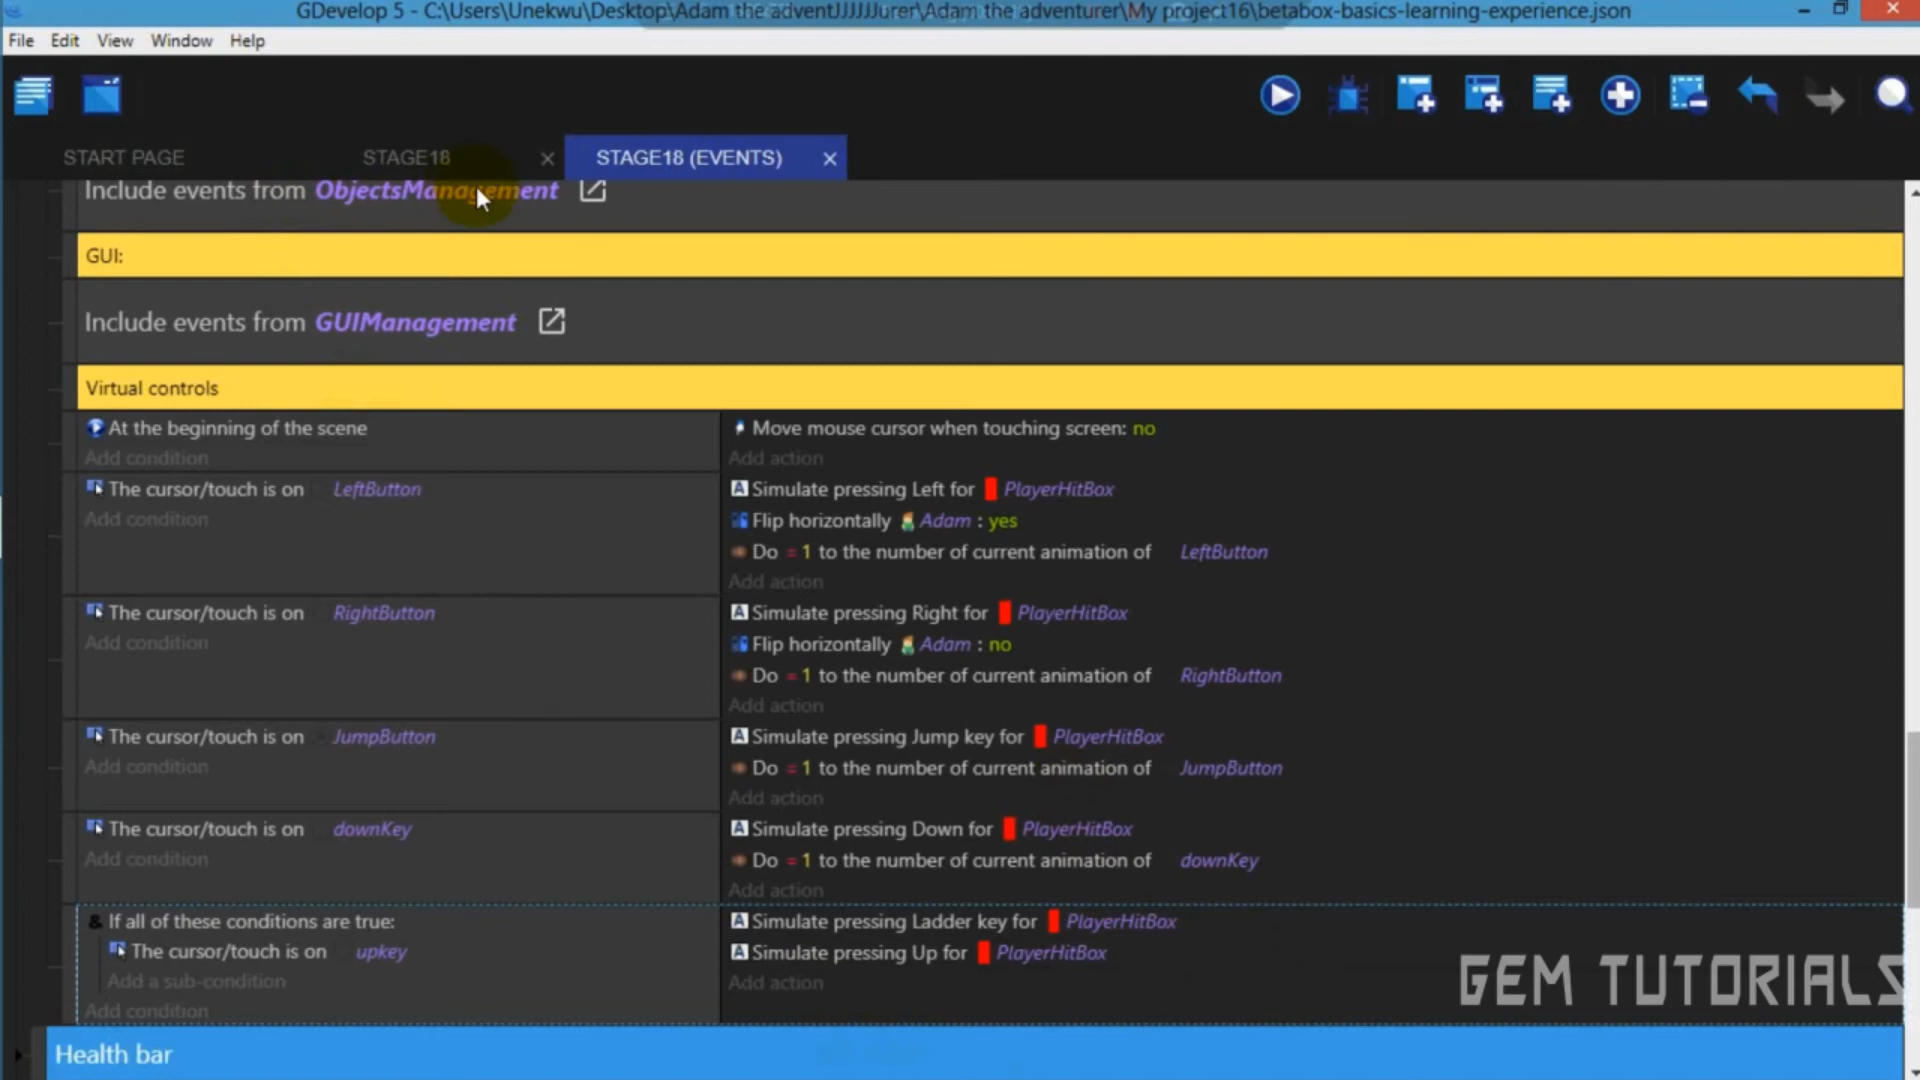 GDevelop 5 - C:\Users\Unekwu\Desktop\Adam the adventJJJJJJurer\Adam the adventurer\My project16\betabox-basics-learning-experience.json
File Edit View Window Help
START PAGE STAGE18 STAGE18 (EVENTS)
Include events from ObjectsManagement
GUI:
Include events from GUIManagement
Virtual controls
At the beginning of the scene Move mouse cursor when touching screen: no
Add condition Add action
The cursor/touch is on LeftButton Simulate pressing Left for PlayerHitBox
Add condition Flip horizontally Adam : yes
Do = 1 to the number of current animation of LeftButton
Add action
The cursor/touch is on RightButton Simulate pressing Right for PlayerHitBox
Add condition Flip horizontally Adam : no
Do = 1 to the number of current animation of RightButton
Add action
The cursor/touch is on JumpButton Simulate pressing Jump key for PlayerHitBox
Add condition Do = 1 to the number of current animation of JumpButton
Add action
The cursor/touch is on downKey Simulate pressing Down for PlayerHitBox
Add condition Do = 1 to the number of current animation of downKey
Add action
& If all of these conditions are true: Simulate pressing Ladder key for PlayerHitBox
The cursor/touch is on upkey Simulate pressing Up for PlayerHitBox
Add a sub-condition Add action
Add condition
GEM TUTORIALS
Health bar